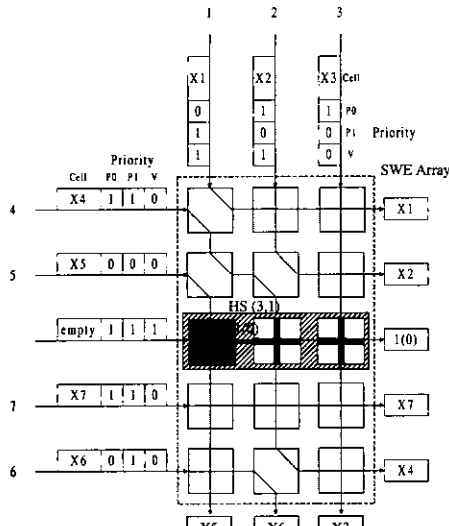 1 2 3
X1 X2 X3 Cell
0 1 1 P0
1 0 0 P1 Priority
1 1 0 V
Priority
SWE Array
Cell P0 P1 V
4 X4 1 1 0 X1
5 X5 0 0 0 X2
HS (3,1)
empty 1 1 1 1(0)
7 X7 1 1 0 X7
6 X6 0 1 0 X4
X5 X6 X3